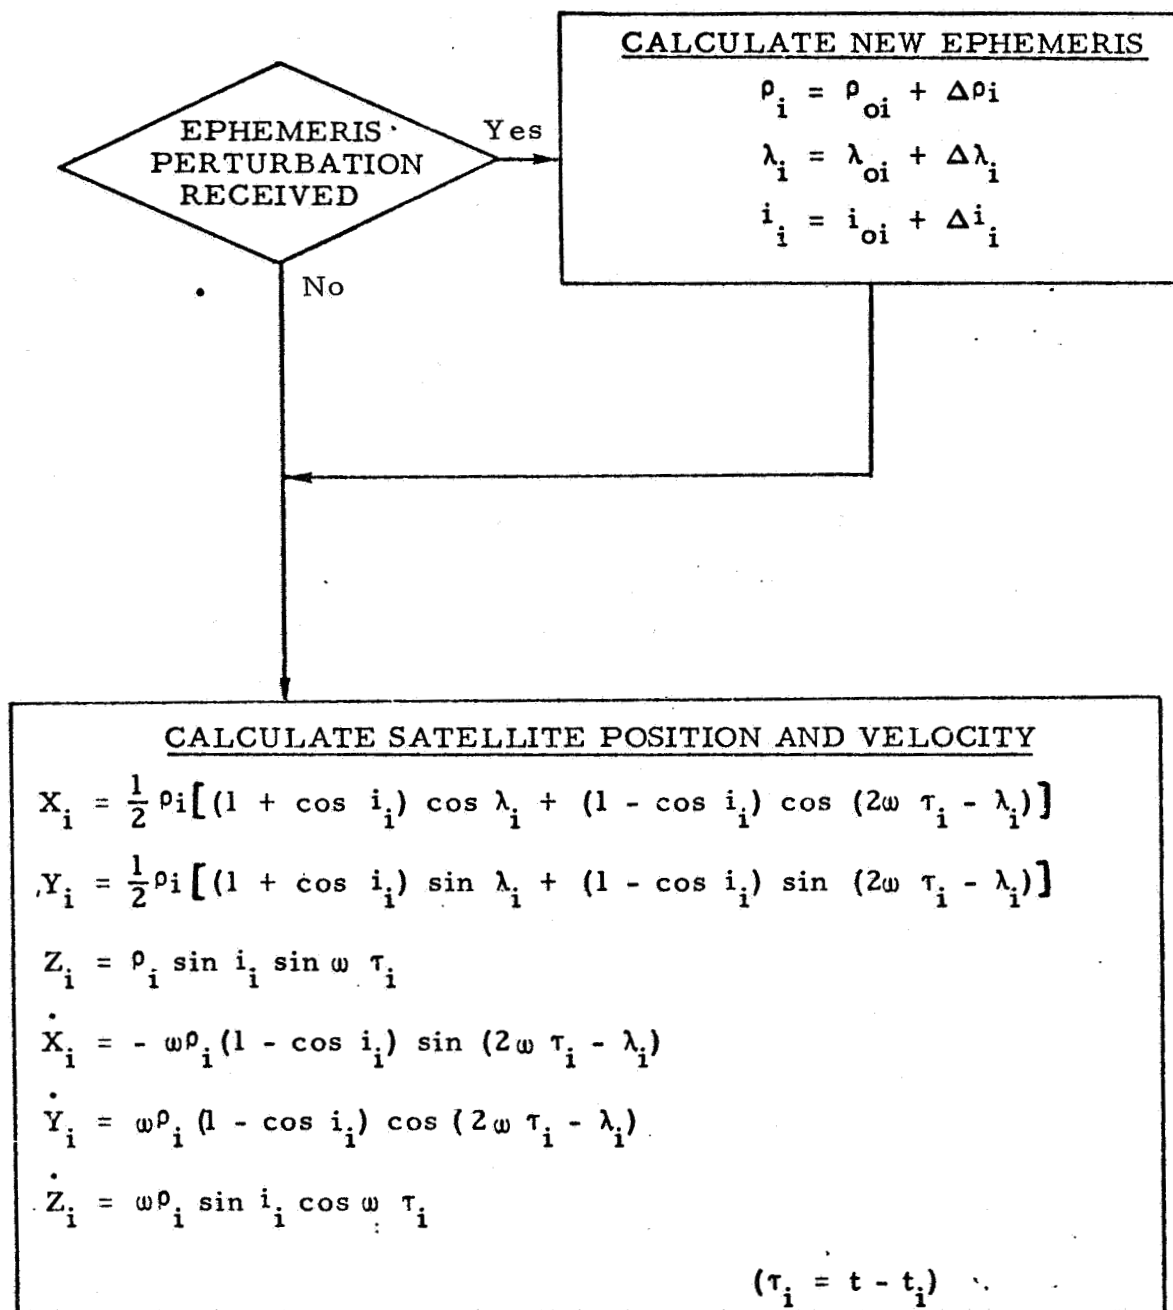 CALCULATE NEW EPHEMERIS
ρ_i = ρ_oi + Δρi
λ_i = λ_oi + Δλ_i
i_i = i_oi + Δi_i
EPHEMERIS
PERTURBATION
RECEIVED
Yes
No
CALCULATE SATELLITE POSITION AND VELOCITY
X_i = 1/2 ρi[(1 + cos i_i) cos λ_i + (1 - cos i_i) cos (2ω τ_i - λ_i)]
Y_i = 1/2 ρi[(1 + cos i_i) sin λ_i + (1 - cos i_i) sin (2ω τ_i - λ_i)]
Z_i = ρ_i sin i_i sin ω τ_i
Ẋ_i = - ωρ_i (1 - cos i_i) sin (2ω τ_i - λ_i)
Ẏ_i = ωρ_i (1 - cos i_i) cos (2ω τ_i - λ_i)
Ż_i = ωρ_i sin i_i cos ω τ_i
(τ_i = t - t_i)